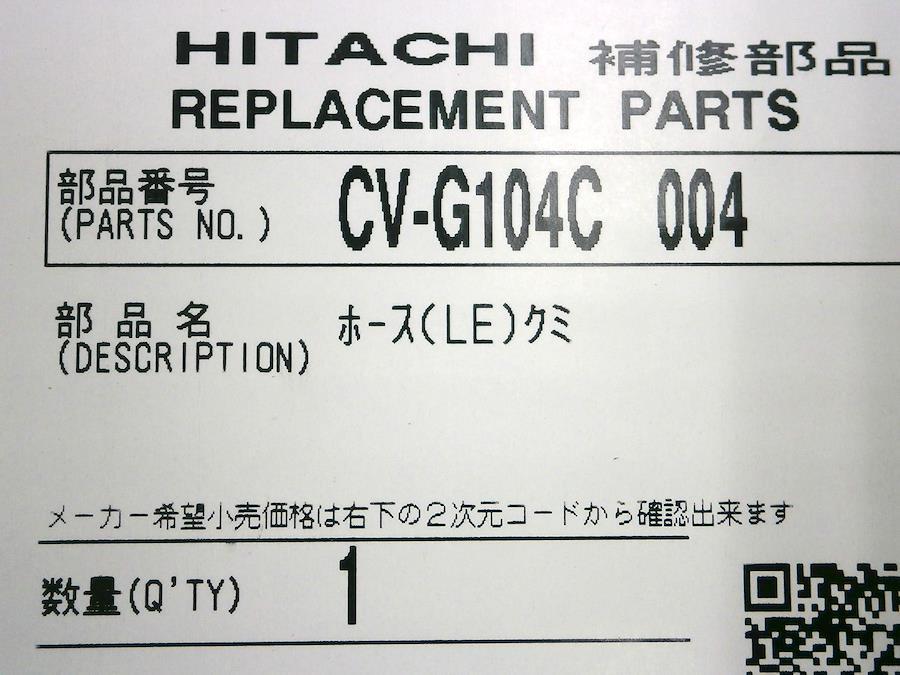 HITACHI 補修部品
REPLACEMENT PARTS
部品番号
(PARTS NO.) CV-G104C 004
部品名 ホース(LE)クミ
(DESCRIPTION)
メーカー希望小売価格は右下の2次元コードから確認出来ます
数量(Q'TY) 1